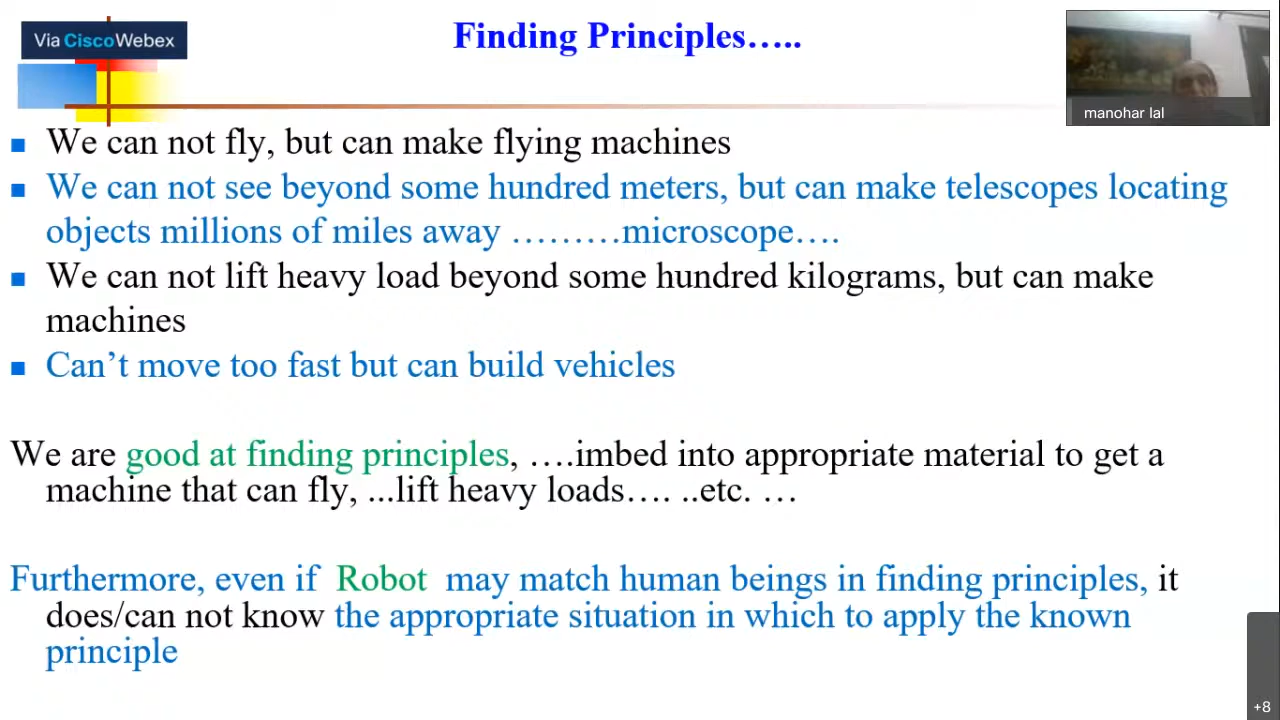 Via CiscoWebex
Finding Principles…..
manohar lal
We can not fly, but can make flying machines
We can not see beyond some hundred meters, but can make telescopes locating
objects millions of miles away ………microscope….
We can not lift heavy load beyond some hundred kilograms, but can make
machines
Can’t move too fast but can build vehicles
We are good at finding principles, ….imbed into appropriate material to get a
machine that can fly, ...lift heavy loads…. ..etc. …
Furthermore, even if Robot may match human beings in finding principles, it
does/can not know the appropriate situation in which to apply the known
principle
+8